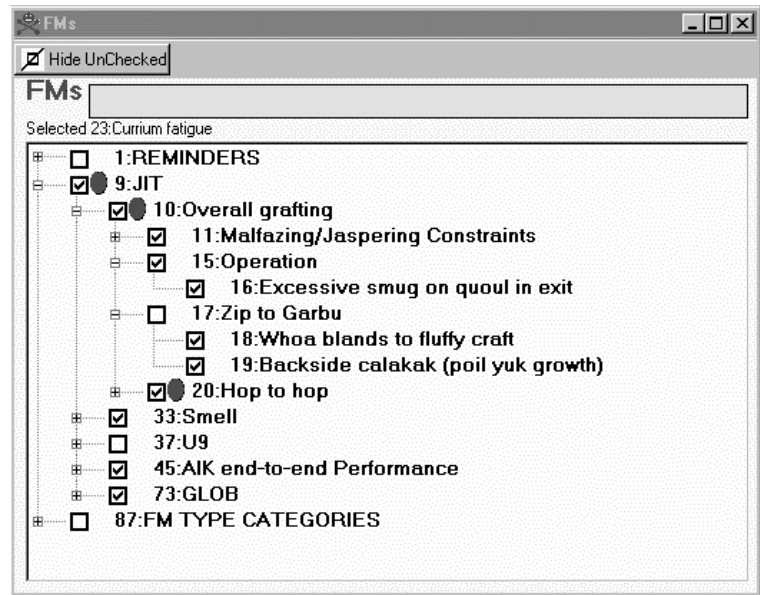 FMs
Hide UnChecked
FMs
Selected 23:Currium fatigue
1:REMINDERS
9:JIT
10:Overall grafting
11:Malfazing/Jaspering Constraints
15:Operation
16:Excessive smug on quoul in exit
17:Zip to Garbu
18:Whoa blands to fluffy craft
19:Backside calakak (poil yuk growth)
20:Hop to hop
33:Smell
37:U9
45:AIK end-to-end Performance
73:GLOB
87:FM TYPE CATEGORIES